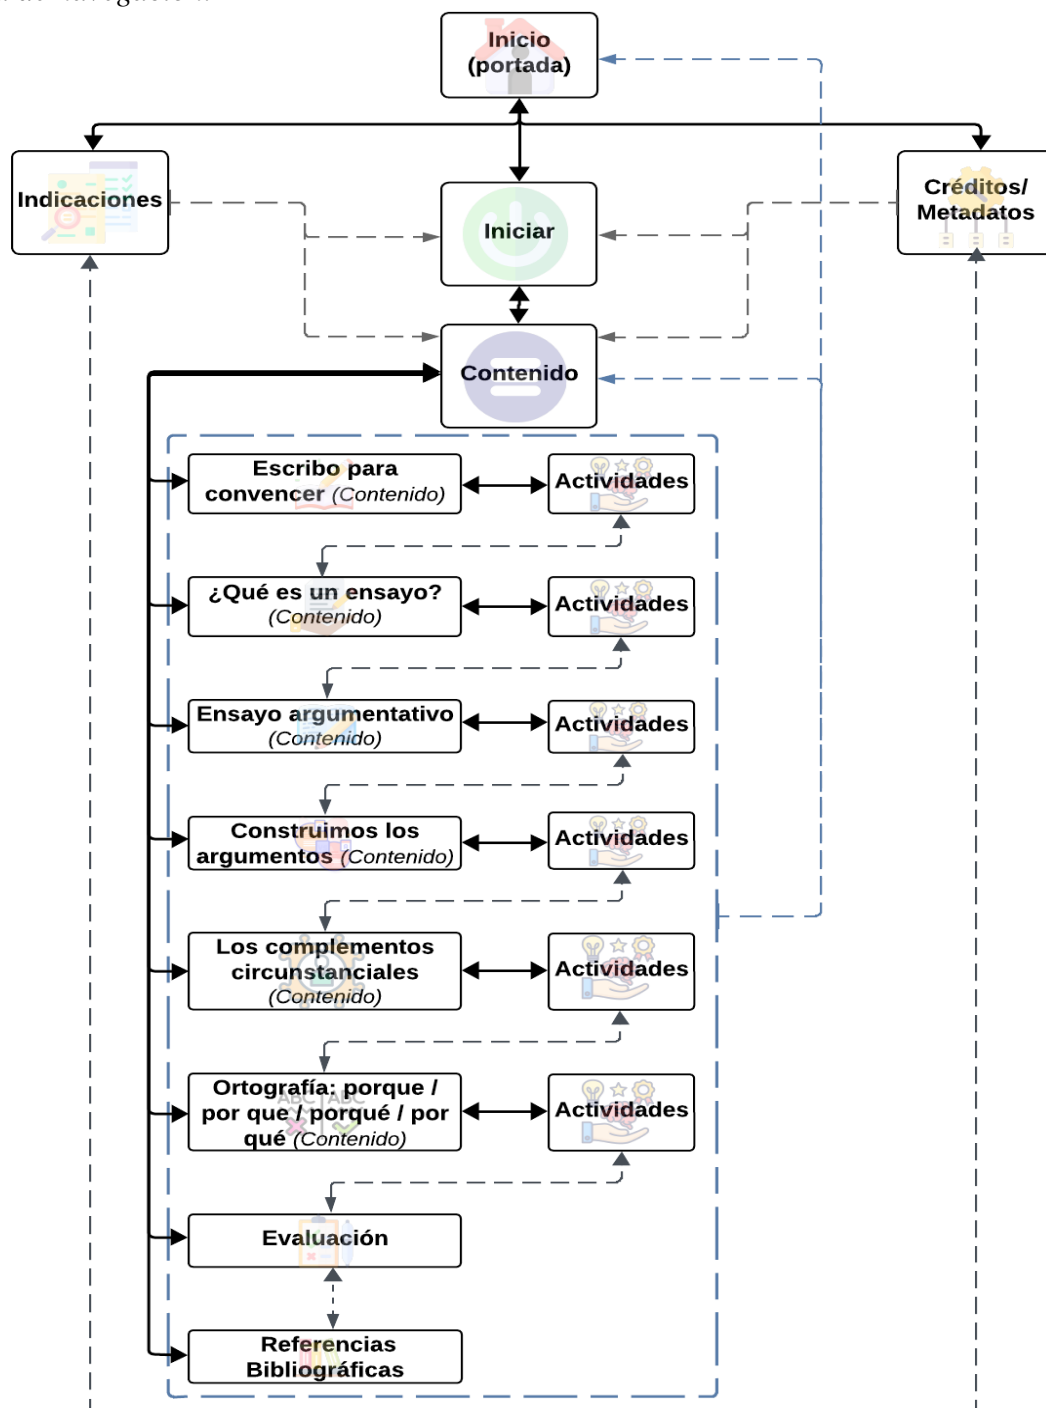 Inicio
(portada)
Indicaciones
Iniciar
Créditos/
Metadatos
Contenido
Escribo para
convencer (Contenido)
Actividades
¿Qué es un ensayo?
(Contenido)
Actividades
Ensayo argumentativo
(Contenido)
Actividades
Construimos los
argumentos (Contenido)
Actividades
Los complementos
circunstanciales
(Contenido)
Actividades
ABC ABC
Ortografía: porque /
por que / porqué / por
qué (Contenido)
Actividades
Evaluación
Referencias
Bibliográficas